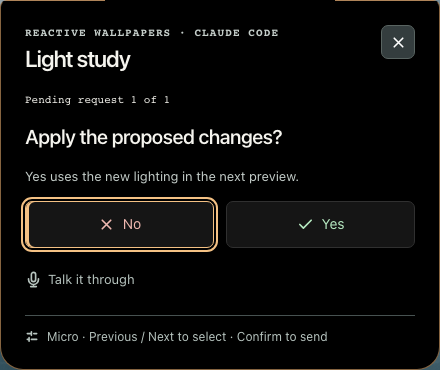 REACTIVE WALLPAPERS · CLAUDE CODE
Light study
Pending request 1 of 1
Apply the proposed changes?
Yes uses the new lighting in the next preview.
No
Yes
Talk it through
Micro · Previous / Next to select · Confirm to send